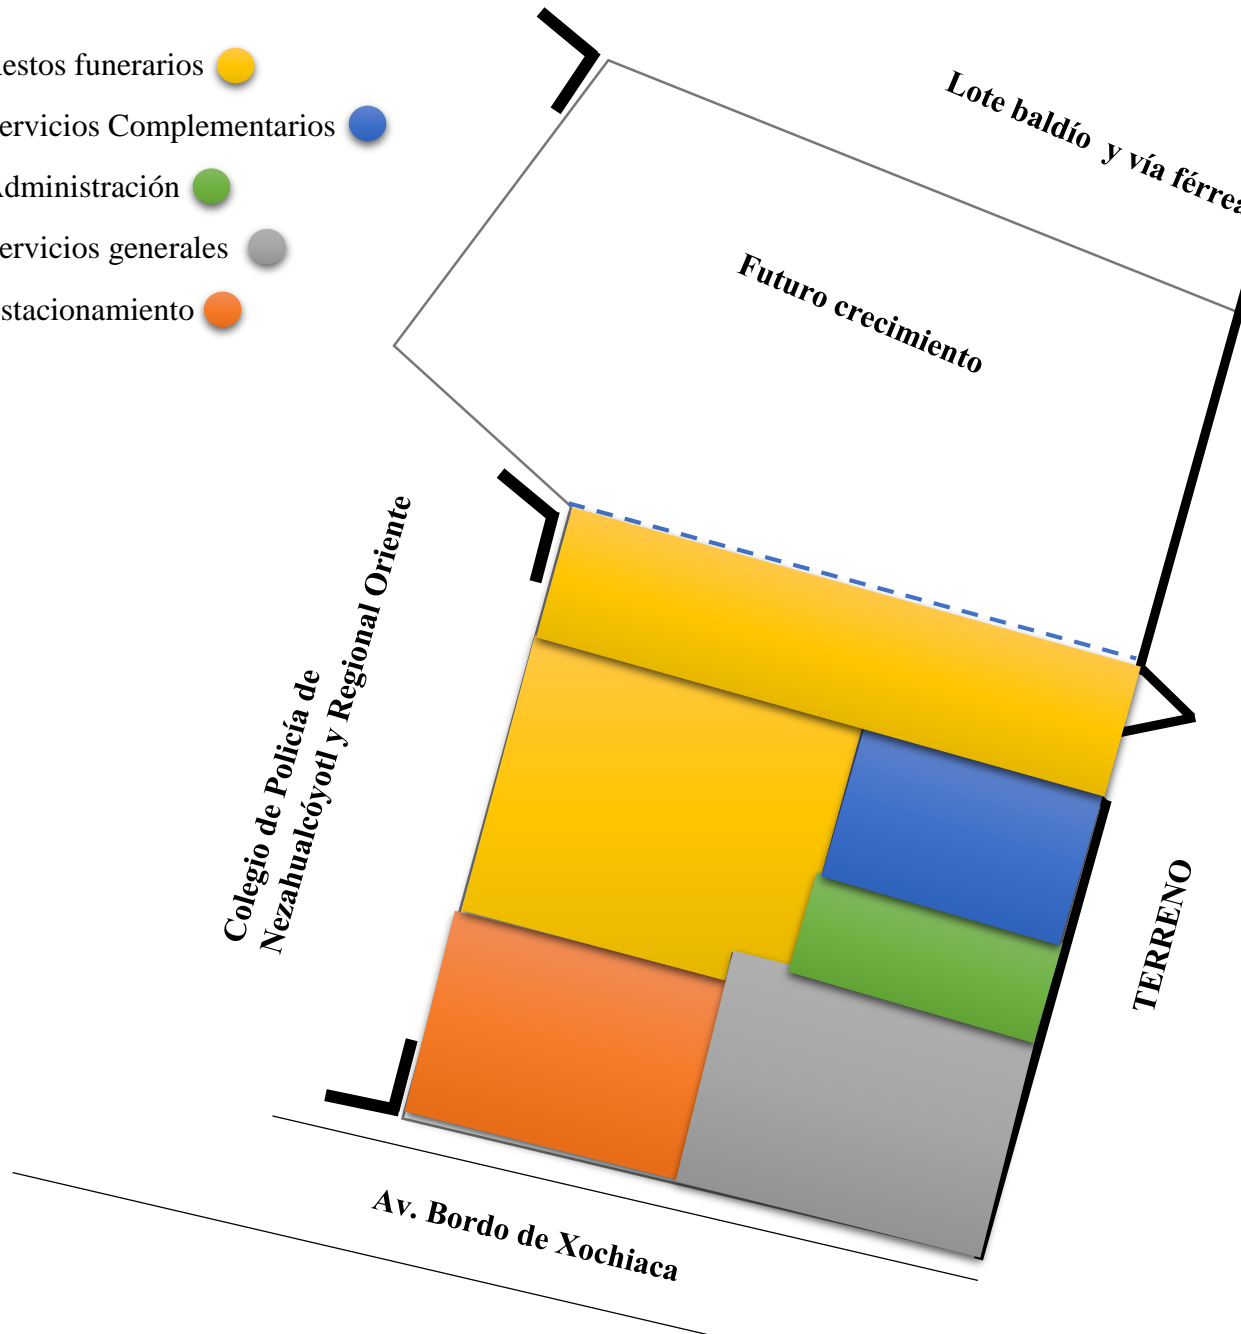 estos funerarios
ervicios Complementarios
Administración
ervicios generales
stacionamiento
Lote baldío y vía férrea
Futuro crecimiento
Colegio de Policía de
Nezahualcóyotl y Regional Oriente
TERRENO
Av. Bordo de Xochiaca